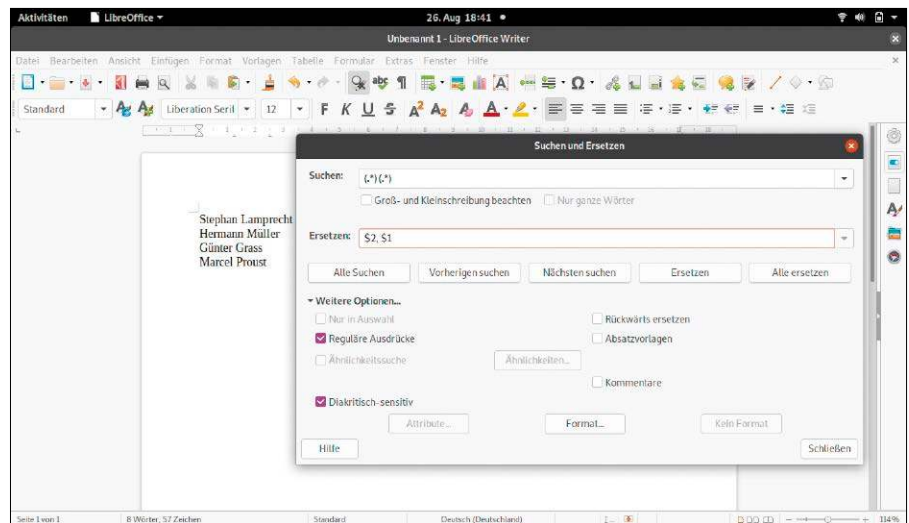 Aktivitäten LibreOffice 26. Aug 18:41
Unbenannt 1 - LibreOffice Writer
Datei Bearbeiten Ansicht Einfügen Format Vorlagen Tabelle Formular Extras Fenster Hilfe
Standard Liberation Serif 12 F K U S
Suchen und Ersetzen
Suchen: (.*) (.*)
Groß- und Kleinschreibung beachten Nur ganze Wörter
Stephan Lamprecht
Hermann Müller
Günter Grass
Marcel Proust
Ersetzen: $2, $1
Alle Suchen Vorherigen suchen Nächsten suchen Ersetzen Alle ersetzen
Weitere Optionen...
Nur in Auswahl Rückwärts ersetzen
Reguläre Ausdrücke Absatzvorlagen
Ähnlichkeitssuche Ähnlichkeiten...
Kommentare
Diakritisch-sensitiv
Attribute... Format... Kein Format
Hilfe Schließen
Seite 1 von 1 8 Wörter, 57 Zeichen Standard Deutsch (Deutschland) 114%